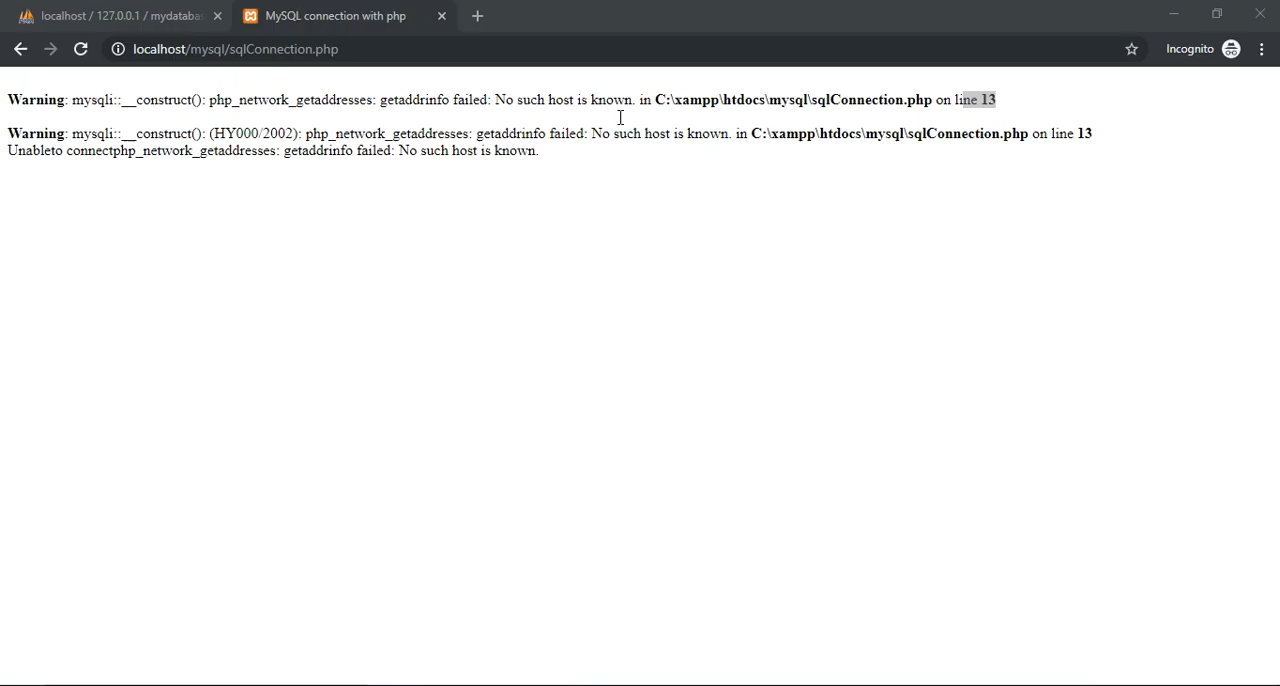 localhost / 127.0.0.1 / mydataba
MySQL connection with php
localhost/mysql/sqlConnection.php
Incognito
Warning: mysqli::__construct(): php_network_getaddresses: getaddrinfo failed: No such host is known. in C:\xampp\htdocs\mysql\sqlConnection.php on line 13
Warning: mysqli::__construct(): (HY000/2002): php_network_getaddresses: getaddrinfo failed: No such host is known. in C:\xampp\htdocs\mysql\sqlConnection.php on line 13
Unableto connectphp_network_getaddresses: getaddrinfo failed: No such host is known.